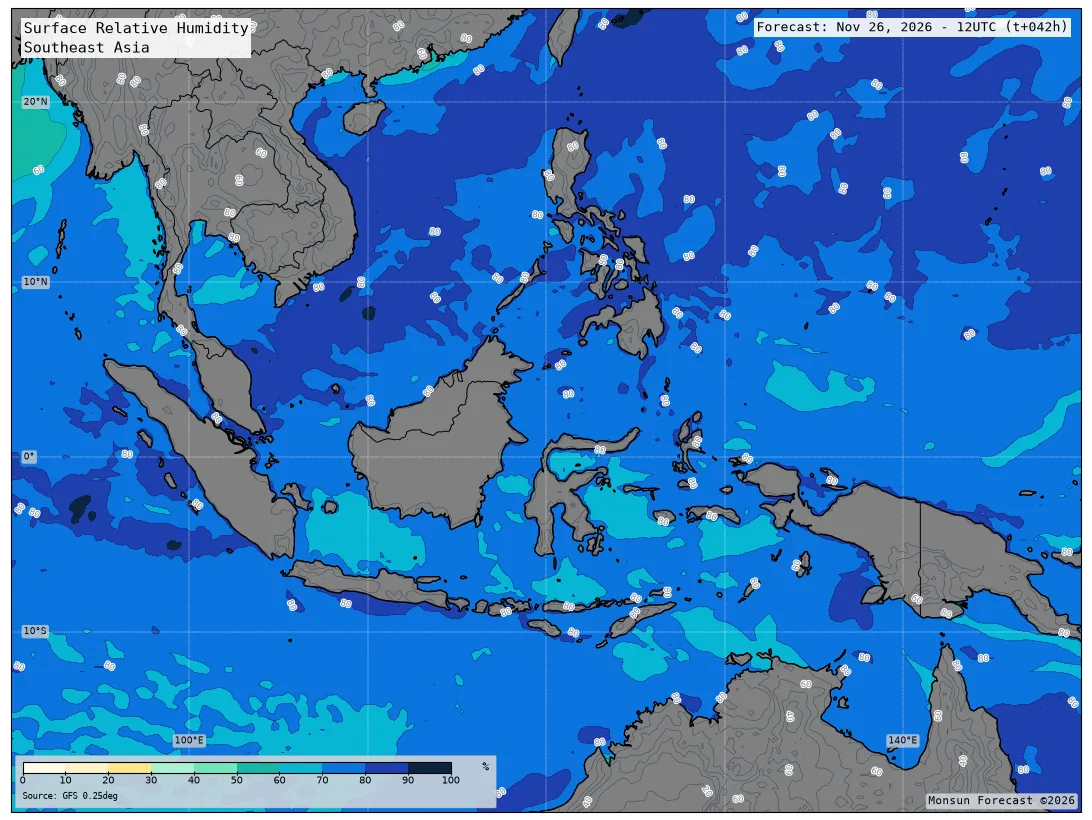 Surface Relative Humidity
Southeast Asia
Forecast: Nov 26, 2026 - 12UTC (t+042h)
20°N
10°N
0°
10°S
100°E
140°E
%
0 10 20 30 40 50 60 70 80 90 100
Source: GFS 0.25deg
Monsun Forecast ©2026